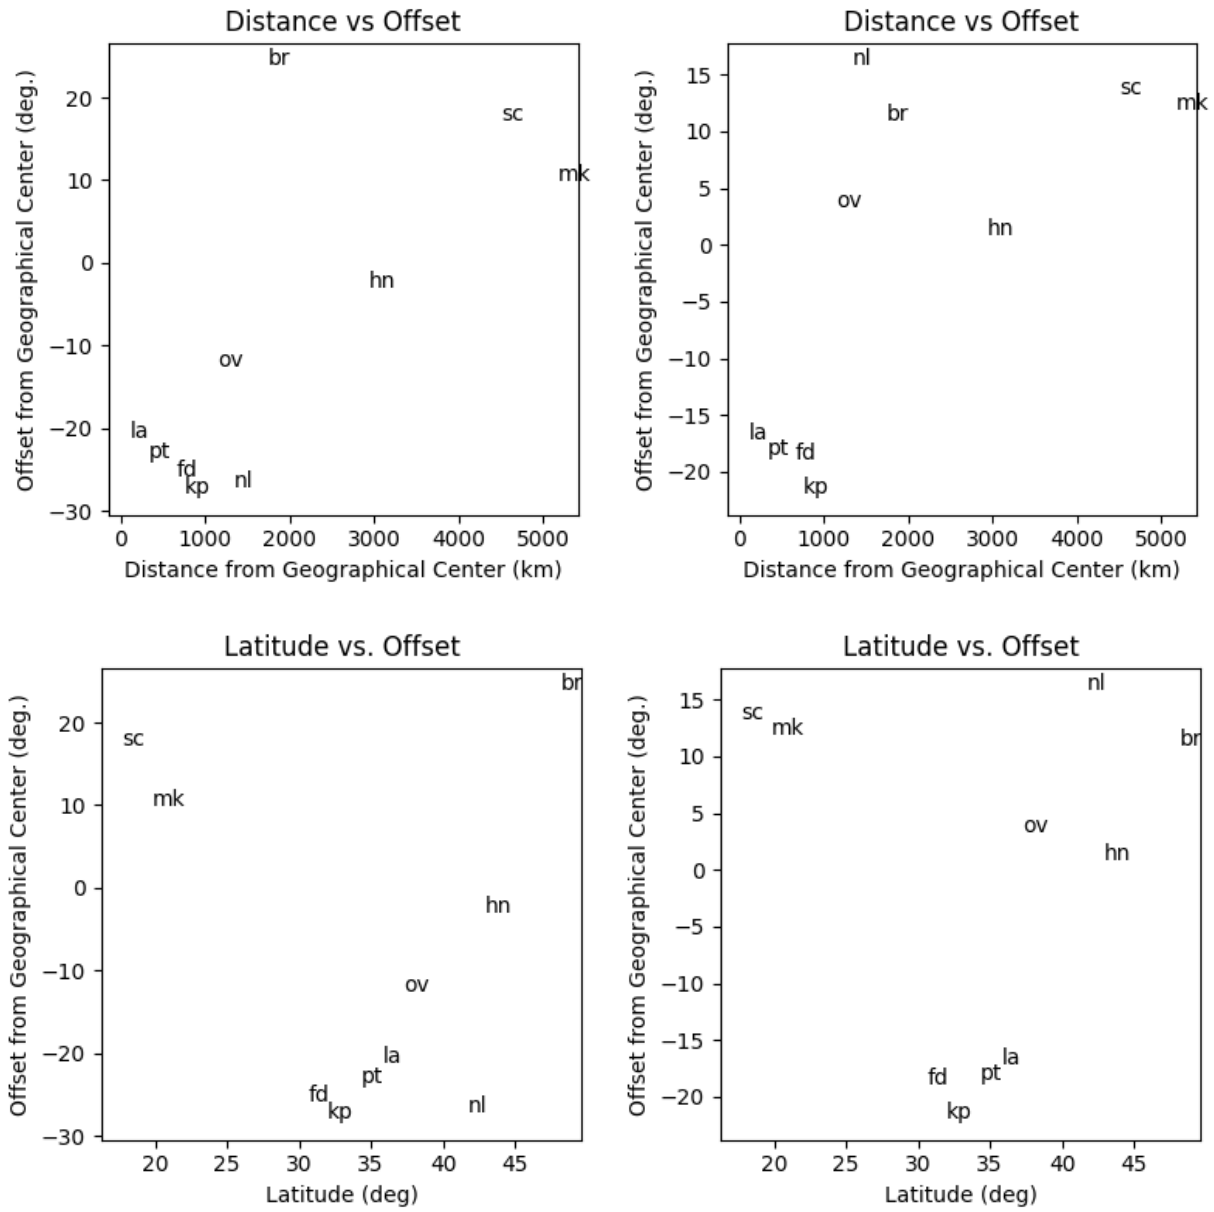 Distance vs Offset
Offset from Geographical Center (deg.)
20
10
0
−10
−20
−30
br
sc
mk
hn
ov
la
pt
fd
kp
nl
0 1000 2000 3000 4000 5000
Distance from Geographical Center (km)
Distance vs Offset
Offset from Geographical Center (deg.)
15
10
5
0
−5
−10
−15
−20
nl
sc
mk
br
ov
hn
la
pt
fd
kp
0 1000 2000 3000 4000 5000
Distance from Geographical Center (km)
Latitude vs. Offset
Offset from Geographical Center (deg.)
20
10
0
−10
−20
−30
br
sc
mk
hn
ov
la
pt
fd
kp
nl
20 25 30 35 40 45
Latitude (deg)
Latitude vs. Offset
Offset from Geographical Center (deg.)
15
10
5
0
−5
−10
−15
−20
nl
sc
mk
br
ov
hn
la
pt
fd
kp
20 25 30 35 40 45
Latitude (deg)